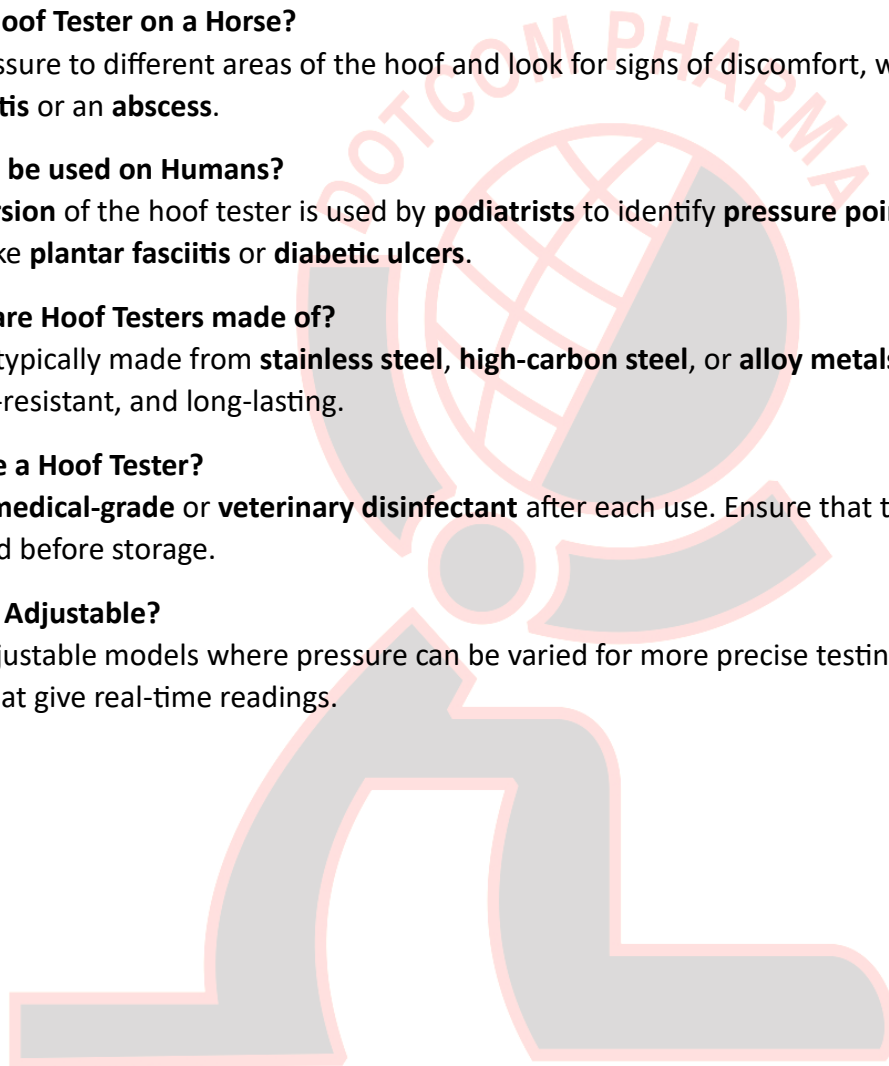 oof Tester on a Horse?
ssure to different areas of the hoof and look for signs of discomfort, w
tis or an abscess.
be used on Humans?
rsion of the hoof tester is used by podiatrists to identify pressure poi
ke plantar fasciitis or diabetic ulcers.
are Hoof Testers made of?
typically made from stainless steel, high-carbon steel, or alloy metals
-resistant, and long-lasting.
e a Hoof Tester?
medical-grade or veterinary disinfectant after each use. Ensure that t
d before storage.
Adjustable?
justable models where pressure can be varied for more precise testin
at give real-time readings.
DOTCOM PHARMA